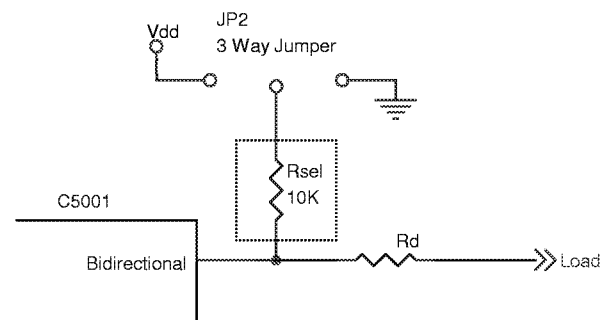 JP2
Vdd
3 Way Jumper
Rsel
10K
C5001
Rd
Bidirectional
Load